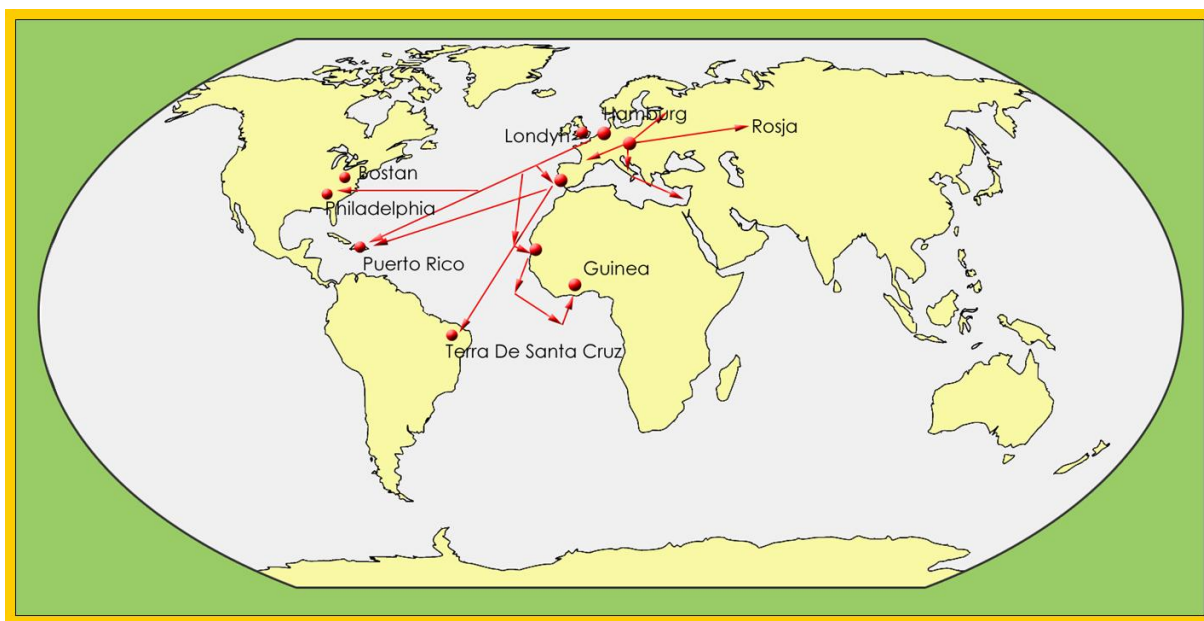 Hamburg
Londyn
Rosja
Bostan
Philadelphia
Puerto Rico
Guinea
Terra De Santa Cruz